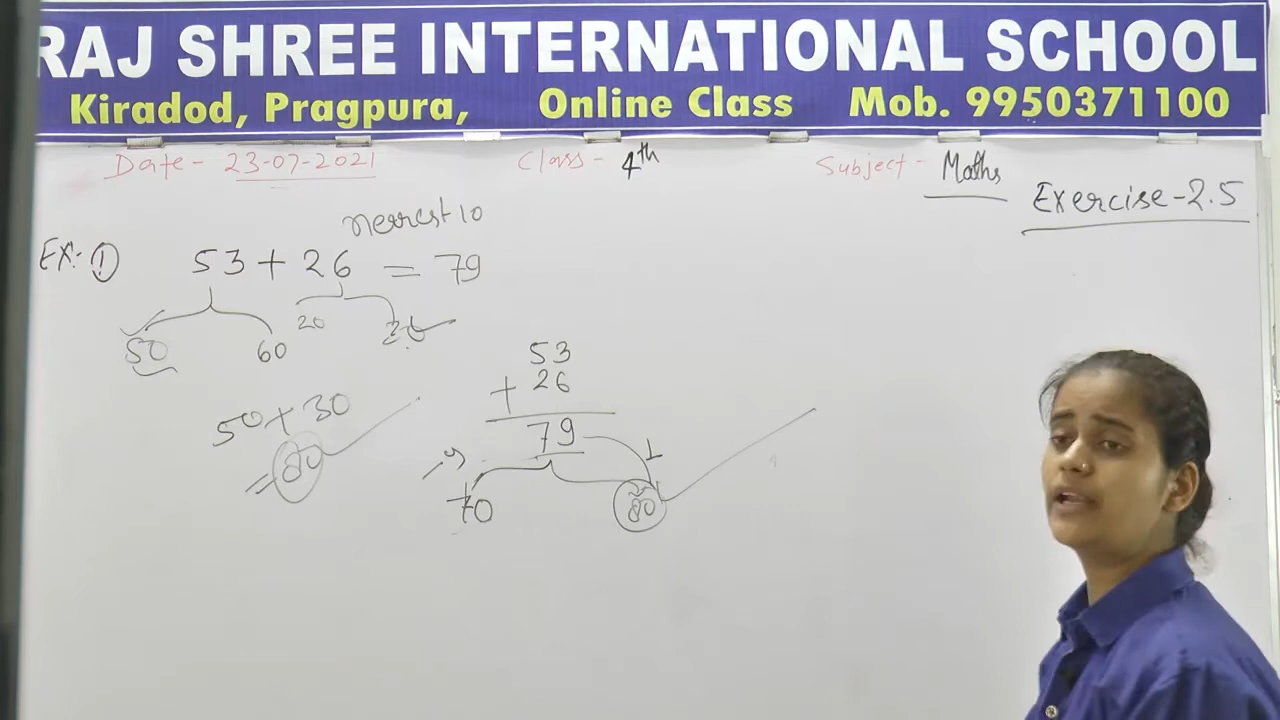 RAJ SHREE INTERNATIONAL SCHOOL
Kiradod, Pragpura, Online Class Mob. 9950371100
Date - 23-07-2021 Class - 4th Subject - Maths
Exercise-2.5
nerrest 10
EX:- ① 53 + 26 = 79
50 60 20 30
53
+ 26
79
50 + 30
= 80
70 80